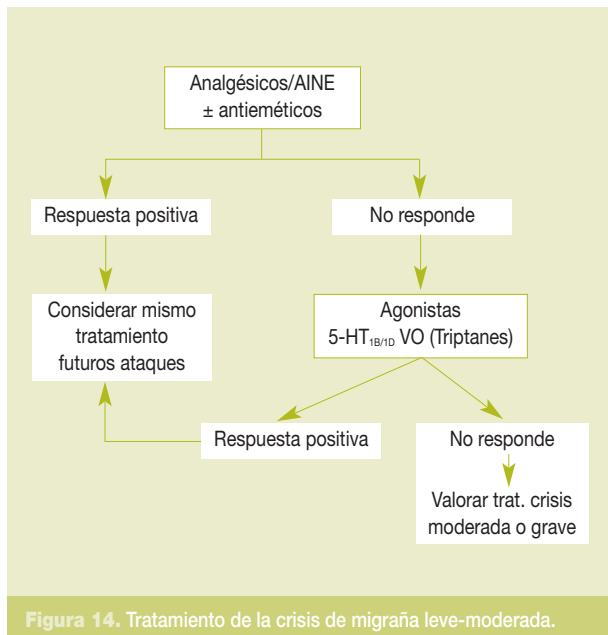 Analgésicos/AINE
± antieméticos
Respuesta positiva
No responde
Considerar mismo
tratamiento
futuros ataques
Agonistas
5-HT1B/1D VO (Triptanes)
Respuesta positiva
No responde
Valorar trat. crisis
moderada o grave
Figura 14. Tratamiento de la crisis de migraña leve-moderada.